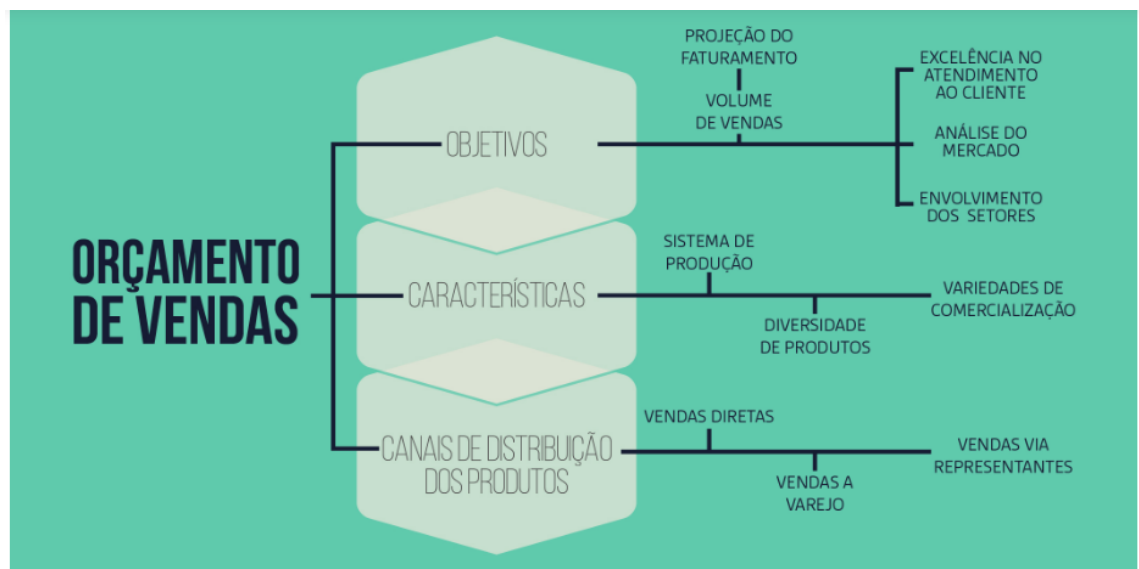 ORÇAMENTO
DE VENDAS
OBJETIVOS
PROJEÇÃO DO
FATURAMENTO
VOLUME
DE VENDAS
EXCELÊNCIA NO
ATENDIMENTO
AO CLIENTE
ANÁLISE DO
MERCADO
ENVOLVIMENTO
DOS SETORES
CARACTERÍSTICAS
SISTEMA DE
PRODUÇÃO
DIVERSIDADE
DE PRODUTOS
VARIEDADES DE
COMERCIALIZAÇÃO
CANAIS DE DISTRIBUIÇÃO
DOS PRODUTOS
VENDAS DIRETAS
VENDAS A
VAREJO
VENDAS VIA
REPRESENTANTES